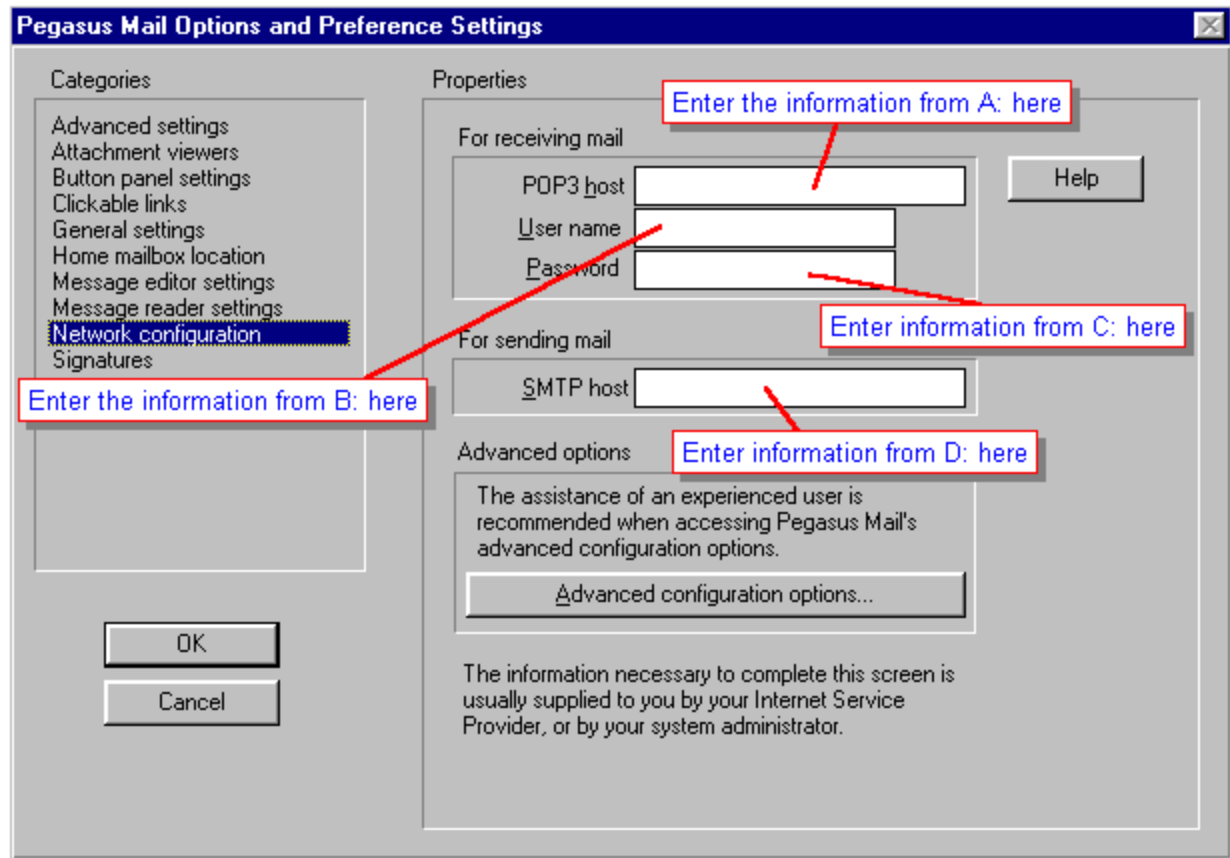 Pegasus Mail Options and Preference Settings
Categories
Advanced settings
Attachment viewers
Button panel settings
Clickable links
General settings
Home mailbox location
Message editor settings
Message reader settings
Network configuration
Signatures
Enter the information from B: here
OK
Cancel
Properties
Enter the information from A: here
For receiving mail
POP3 host
Help
User name
Password
Enter information from C: here
For sending mail
SMTP host
Enter information from D: here
Advanced options
The assistance of an experienced user is
recommended when accessing Pegasus Mail's
advanced configuration options.
Advanced configuration options...
The information necessary to complete this screen is
usually supplied to you by your Internet Service
Provider, or by your system administrator.